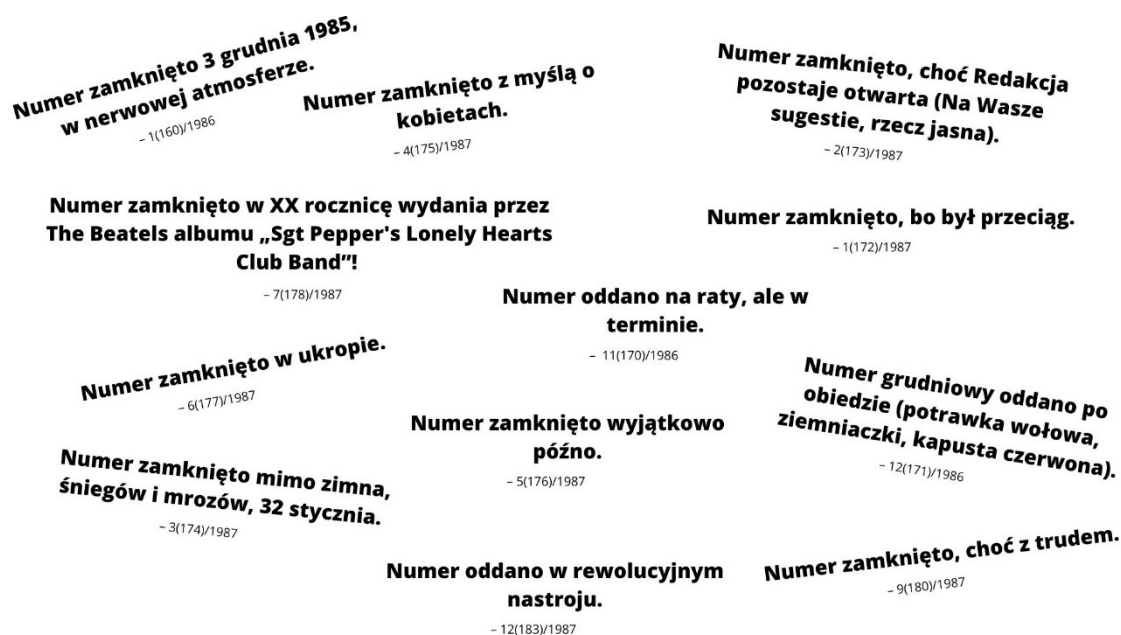 Numer zamknięto 3 grudnia 1985,
w nerwowej atmosferze.
– 1(160)/1986
Numer zamknięto z myślą o
kobietach.
– 4(175)/1987
Numer zamknięto, choć Redakcja
pozostaje otwarta (Na Wasze
sugestie, rzecz jasna).
– 2(173)/1987
Numer zamknięto w XX rocznicę wydania przez
The Beatels albumu „Sgt Pepper's Lonely Hearts
Club Band”!
– 7(178)/1987
Numer zamknięto, bo był przeciąg.
– 1(172)/1987
Numer oddano na raty, ale w
terminie.
– 11(170)/1986
Numer zamknięto w ukropie.
– 6(177)/1987
Numer grudniowy oddano po
obiedzie (potrawka wołowa,
ziemniaczki, kapusta czerwona).
– 12(171)/1986
Numer zamknięto wyjątkowo
późno.
– 5(176)/1987
Numer zamknięto mimo zimna,
śniegów i mrozów, 32 stycznia.
– 3(174)/1987
Numer zamknięto, choć z trudem.
– 9(180)/1987
Numer oddano w rewolucyjnym
nastroju.
– 12(183)/1987